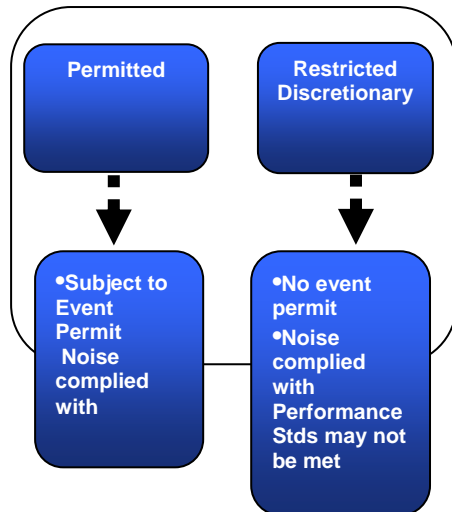 Permitted
Restricted
Discretionary
•Subject to
Event
Permit
Noise
complied
with
•No event
permit
•Noise
complied
with
Performance
Stds may not
be met